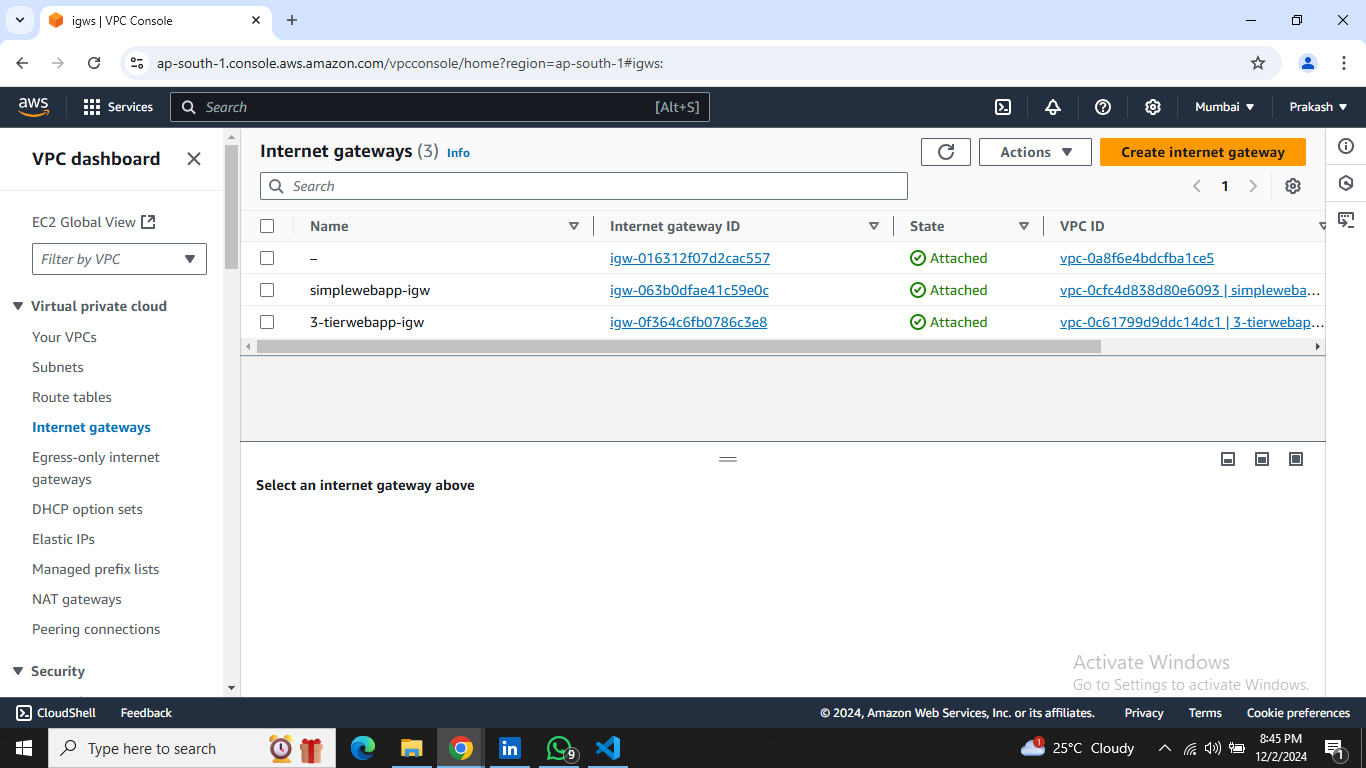 igws | VPC Console
ap-south-1.console.aws.amazon.com/vpcconsole/home?region=ap-south-1#igws:
aws
Services
Search
[Alt+S]
Mumbai
Prakash
VPC dashboard
EC2 Global View
Filter by VPC
Virtual private cloud
Your VPCs
Subnets
Route tables
Internet gateways
Egress-only internet
gateways
DHCP option sets
Elastic IPs
Managed prefix lists
NAT gateways
Peering connections
Security
Internet gateways (3) Info
Actions
Create internet gateway
Search
1
Name Internet gateway ID State VPC ID
– igw-016312f07d2cac557 Attached vpc-0a8f6e4bdcfba1ce5
simplewebapp-igw igw-063b0dfae41c59e0c Attached vpc-0cfc4d838d80e6093 | simpleweba…
3-tierwebapp-igw igw-0f364c6fb0786c3e8 Attached vpc-0c61799d9ddc14dc1 | 3-tierwebap…
Select an internet gateway above
Activate Windows
Go to Settings to activate Windows.
CloudShell Feedback © 2024, Amazon Web Services, Inc. or its affiliates. Privacy Terms Cookie preferences
Type here to search
9
1
25°C Cloudy
8:45 PM
12/2/2024
1